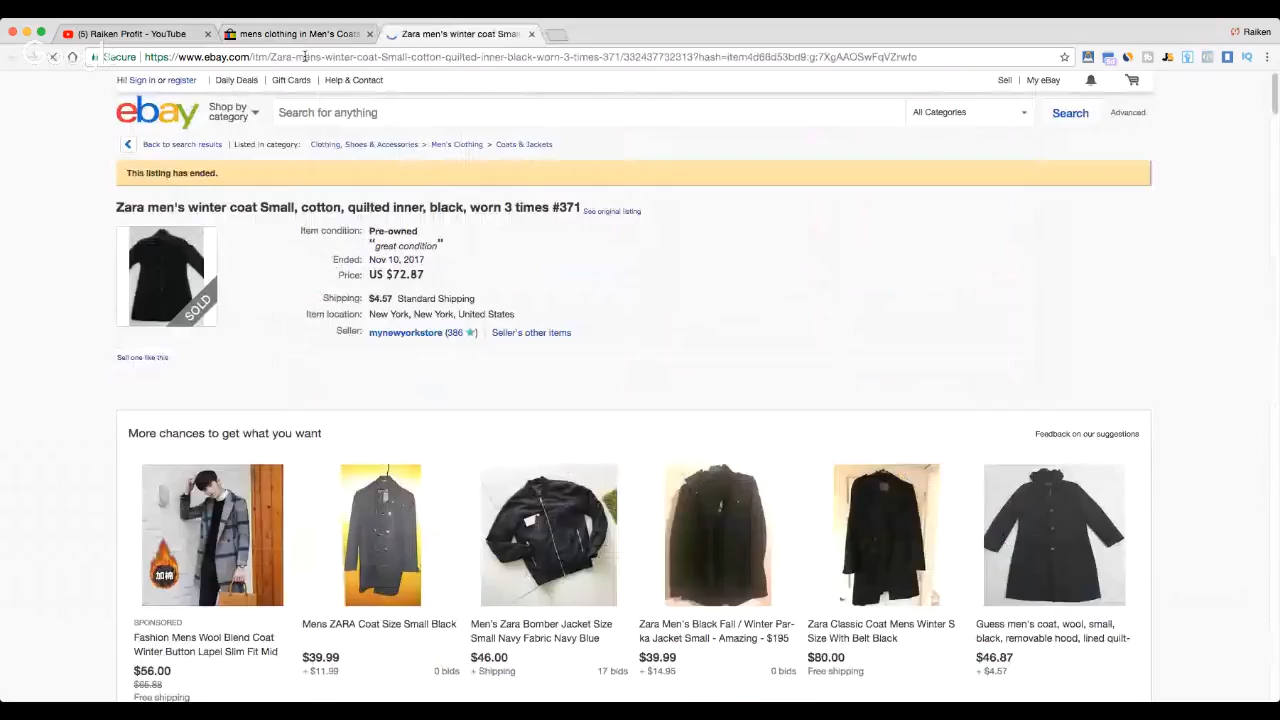 (5) Raiken Profit - YouTube
mens clothing in Men's Coats
Zara men's winter coat Small
Raiken
Secure
https://www.ebay.com/itm/Zara-mens-winter-coat-Small-cotton-quilted-inner-black-worn-3-times-371/332437732313?hash=item4d66d53bd9:g:7XgAAOSwFqVZrwfo
Hi! Sign in or register
Daily Deals
Gift Cards
Help & Contact
Sell
My eBay
ebay
Shop by category
Search for anything
All Categories
Search
Advanced
Back to search results
Listed in category:
Clothing, Shoes & Accessories > Men's Clothing > Coats & Jackets
This listing has ended.
Zara men's winter coat Small, cotton, quilted inner, black, worn 3 times #371
See original listing
SOLD
Item condition: Pre-owned
“great condition”
Ended: Nov 10, 2017
Price: US $72.87
Shipping: $4.57 Standard Shipping
Item location: New York, New York, United States
Seller: mynewyorkstore (386 ★) | Seller's other items
Sell one like this
More chances to get what you want
Feedback on our suggestions
加棉
SPONSORED
Fashion Mens Wool Blend Coat
Winter Button Lapel Slim Fit Mid
$56.00
$65.88
Free shipping
Mens ZARA Coat Size Small Black
$39.99
+ $11.99
0 bids
Men's Zara Bomber Jacket Size
Small Navy Fabric Navy Blue
$46.00
+ Shipping
17 bids
Zara Men's Black Fall / Winter Par-
ka Jacket Small - Amazing - $195
$39.99
+ $14.95
0 bids
Zara Classic Coat Mens Winter S
Size With Belt Black
$80.00
Free shipping
Guess men's coat, wool, small,
black, removable hood, lined quilt-
$46.87
+ $4.57